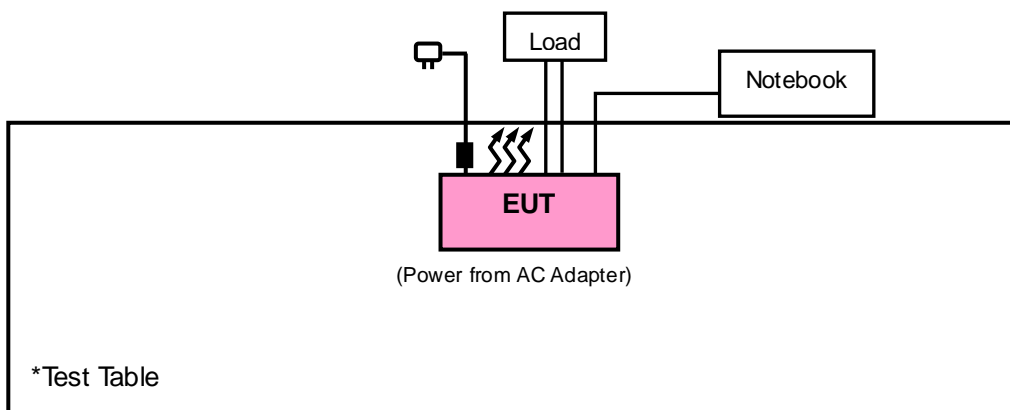 Load
Notebook
EUT
(Power from AC Adapter)
*Test Table